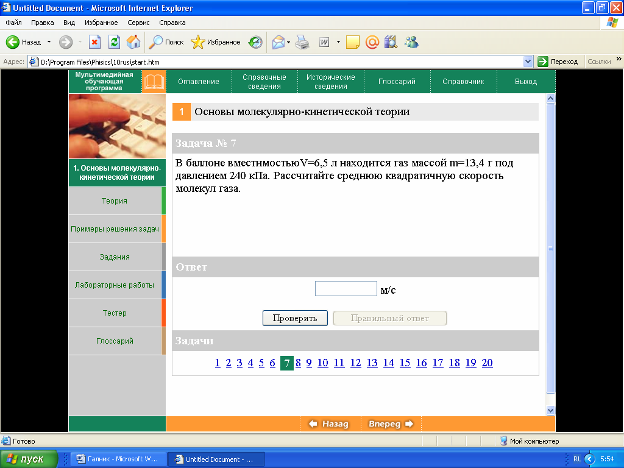 Untitled Document - Microsoft Internet Explorer
Файл Правка Вид Избранное Сервис Справка
Назад Поиск Избранное
Адрес: D:\Program Files\Phisics\10rus\start.htm Переход Ссылки »
Мультимедийная
обучающая
программа
Оглавление
Справочные
сведения
Исторические
сведения
Глоссарий
Справочник
Выход
1 Основы молекулярно-кинетической теории
Задача № 7
В баллоне вместимостьюV=6,5 л находится газ массой m=13,4 г под
давлением 240 кПа. Рассчитайте среднюю квадратичную скорость
молекул газа.
1. Основы молекулярно-
кинетической теории
Теория
Примеры решения задач
Задания
Лабораторные работы
Тестер
Глоссарий
Ответ
м/с
Проверить Правильный ответ
Задачи
1 2 3 4 5 6 7 8 9 10 11 12 13 14 15 16 17 18 19 20
Назад Вперед
Готово Мой компьютер
пуск Untitled Document - ... RL 5:54